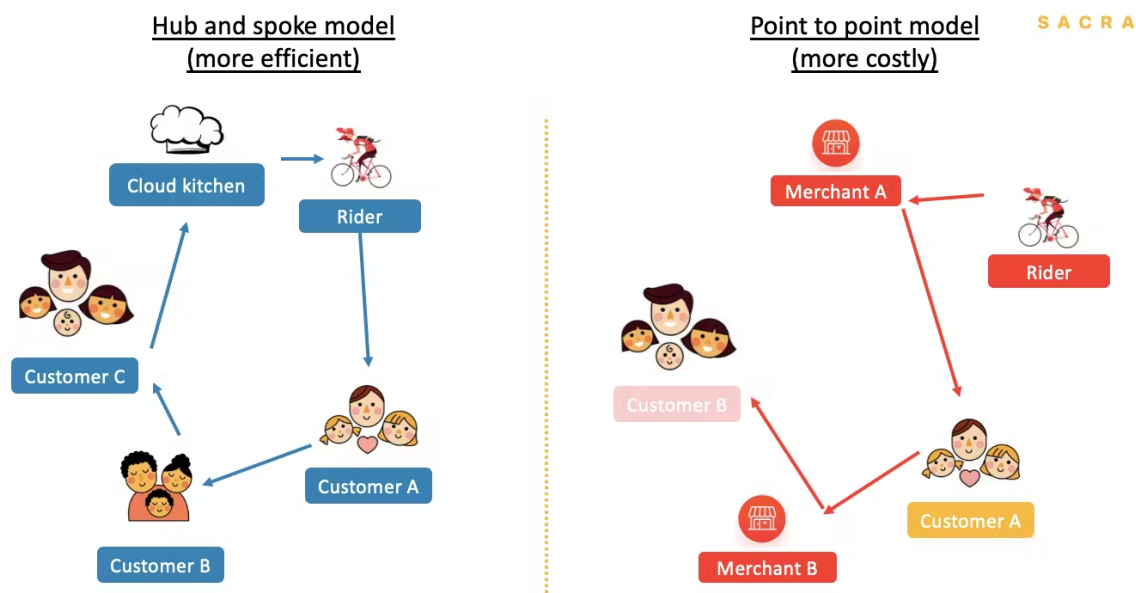 Hub and spoke model
(more efficient)
Cloud kitchen
Rider
Customer C
Customer A
Customer B
Point to point model
(more costly)
SACRA
Merchant A
Rider
Customer B
Customer A
Merchant B